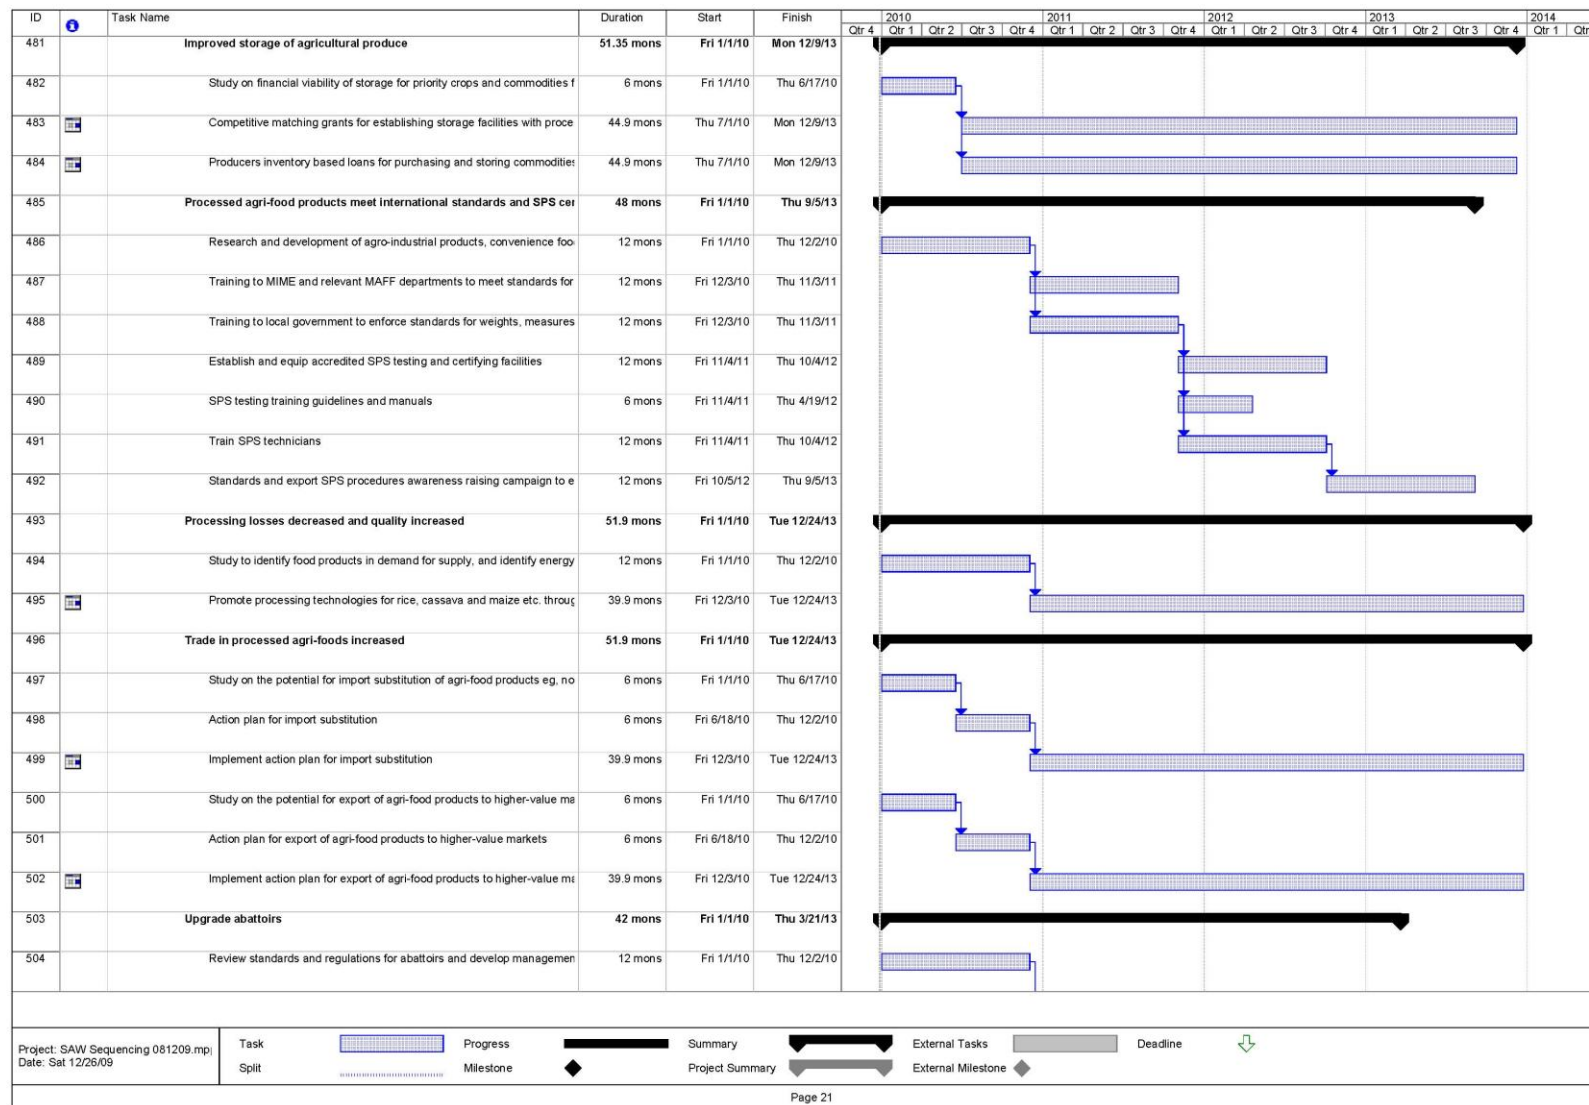 ID Task Name Duration Start Finish 2010 2011 2012 2013 2014
Qtr 4 Qtr 1 Qtr 2 Qtr 3 Qtr 4 Qtr 1 Qtr 2 Qtr 3 Qtr 4 Qtr 1 Qtr 2 Qtr 3 Qtr 4 Qtr 1 Qtr 2 Qtr 3 Qtr 4 Qtr 1 Qtr
481 Improved storage of agricultural produce 51.35 mons Fri 1/1/10 Mon 12/9/13
482 Study on financial viability of storage for priority crops and commodities f 6 mons Fri 1/1/10 Thu 6/17/10
483 Competitive matching grants for establishing storage facilities with proce 44.9 mons Thu 7/1/10 Mon 12/9/13
484 Producers inventory based loans for purchasing and storing commodities 44.9 mons Thu 7/1/10 Mon 12/9/13
485 Processed agri-food products meet international standards and SPS cer 48 mons Fri 1/1/10 Thu 9/5/13
486 Research and development of agro-industrial products, convenience foo 12 mons Fri 1/1/10 Thu 12/2/10
487 Training to MIME and relevant MAFF departments to meet standards for 12 mons Fri 12/3/10 Thu 11/3/11
488 Training to local government to enforce standards for weights, measures 12 mons Fri 12/3/10 Thu 11/3/11
489 Establish and equip accredited SPS testing and certifying facilities 12 mons Fri 11/4/11 Thu 10/4/12
490 SPS testing training guidelines and manuals 6 mons Fri 11/4/11 Thu 4/19/12
491 Train SPS technicians 12 mons Fri 11/4/11 Thu 10/4/12
492 Standards and export SPS procedures awareness raising campaign to e 12 mons Fri 10/5/12 Thu 9/5/13
493 Processing losses decreased and quality increased 51.9 mons Fri 1/1/10 Tue 12/24/13
494 Study to identify food products in demand for supply, and identify energy 12 mons Fri 1/1/10 Thu 12/2/10
495 Promote processing technologies for rice, cassava and maize etc. throug 39.9 mons Fri 12/3/10 Tue 12/24/13
496 Trade in processed agri-foods increased 51.9 mons Fri 1/1/10 Tue 12/24/13
497 Study on the potential for import substitution of agri-food products eg, no 6 mons Fri 1/1/10 Thu 6/17/10
498 Action plan for import substitution 6 mons Fri 6/18/10 Thu 12/2/10
499 Implement action plan for import substitution 39.9 mons Fri 12/3/10 Tue 12/24/13
500 Study on the potential for export of agri-food products to higher-value ma 6 mons Fri 1/1/10 Thu 6/17/10
501 Action plan for export of agri-food products to higher-value markets 6 mons Fri 6/18/10 Thu 12/2/10
502 Implement action plan for export of agri-food products to higher-value ma 39.9 mons Fri 12/3/10 Tue 12/24/13
503 Upgrade abattoirs 42 mons Fri 1/1/10 Thu 3/21/13
504 Review standards and regulations for abattoirs and develop managemen 12 mons Fri 1/1/10 Thu 12/2/10
Project: SAW Sequencing 081209.mp
Date: Sat 12/26/09
Task Progress Summary External Tasks Deadline
Split Milestone Project Summary External Milestone
Page 21